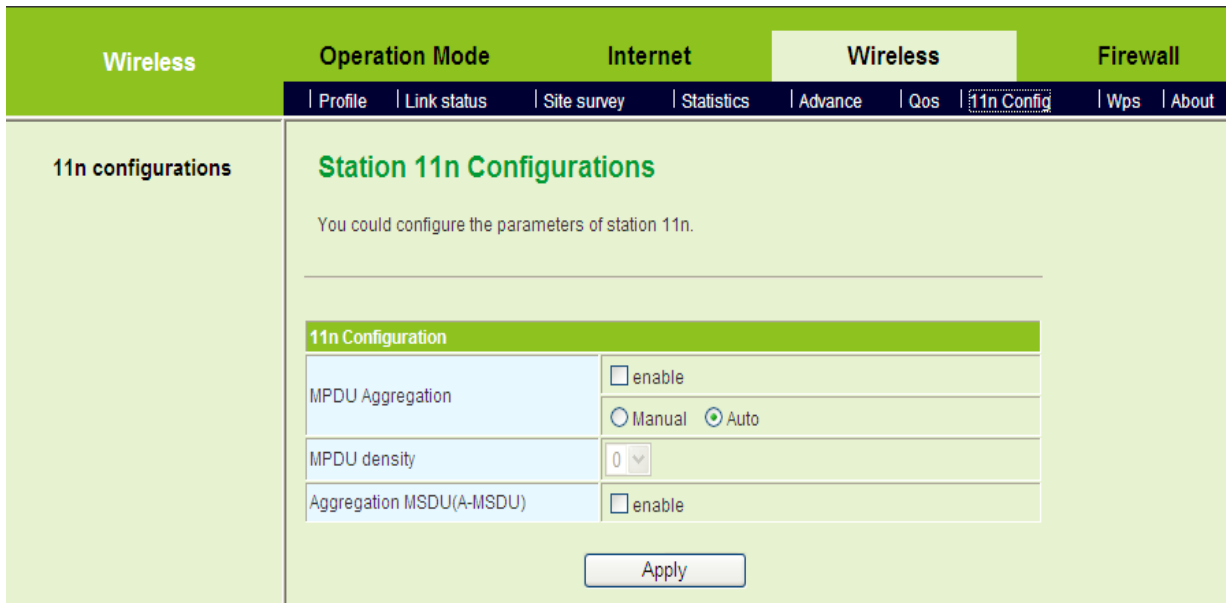 Wireless
Operation Mode Internet Wireless Firewall
Profile Link status Site survey Statistics Advance Qos 11n Config Wps About
11n configurations
Station 11n Configurations
You could configure the parameters of station 11n.
11n Configuration
MPDU Aggregation
enable
Manual Auto
MPDU density 0
Aggregation MSDU(A-MSDU) enable
Apply